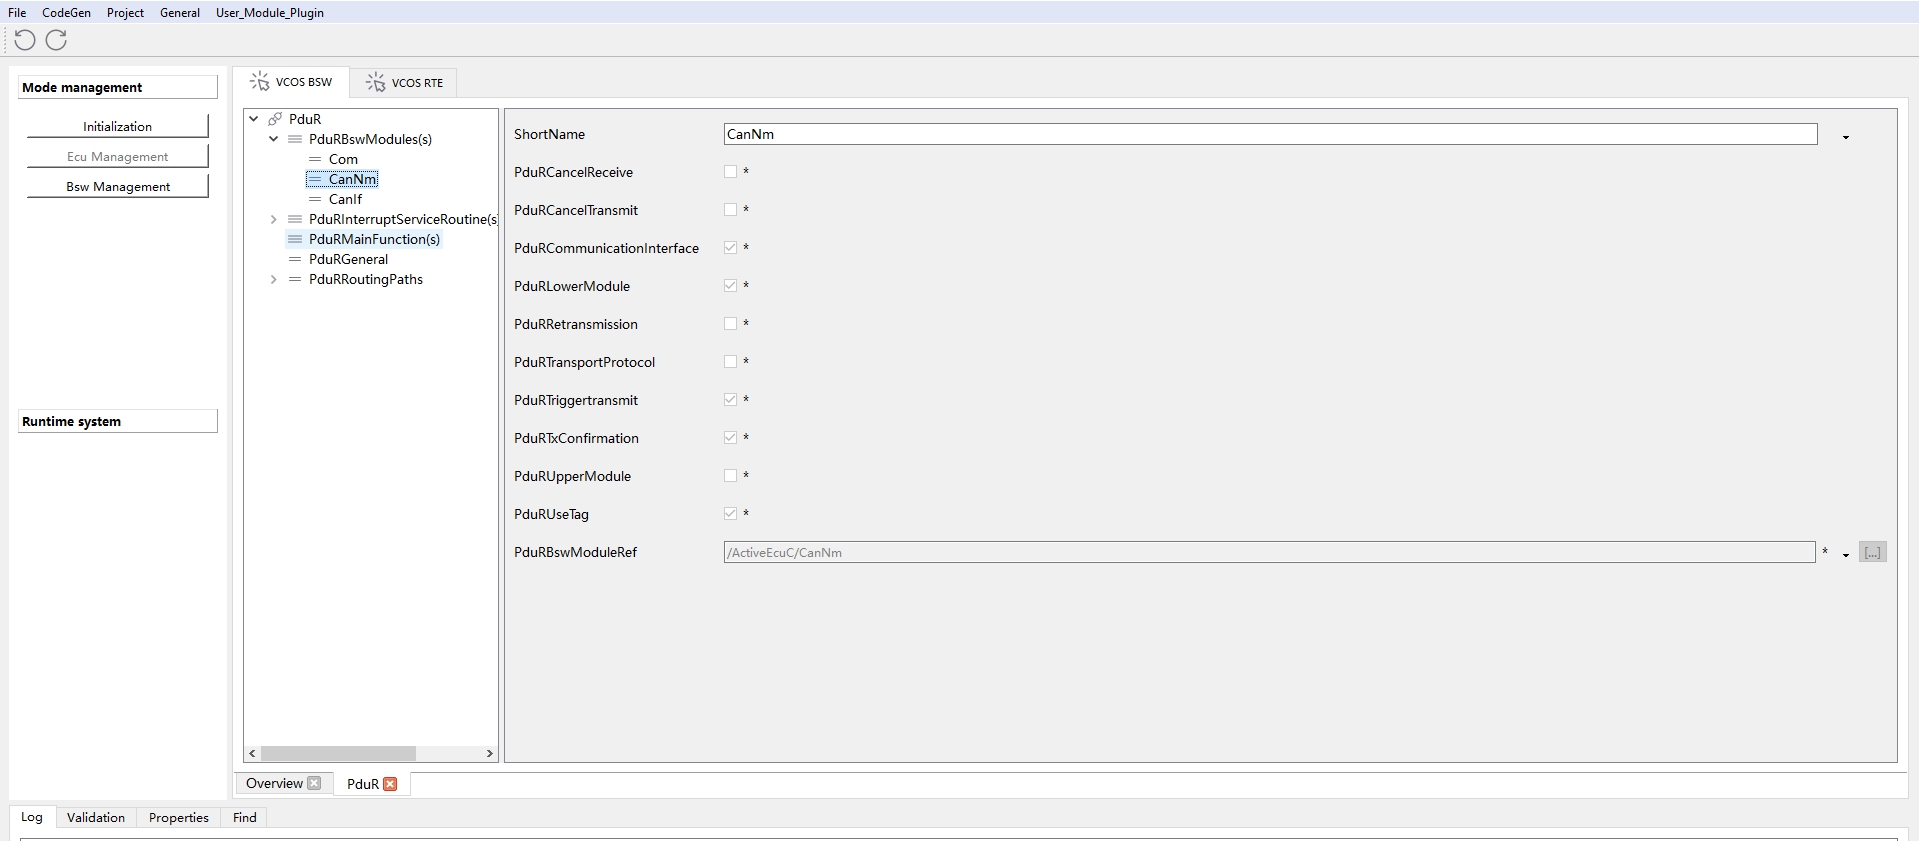 File CodeGen Project General User_Module_Plugin
Mode management
Initialization
Ecu Management
Bsw Management
Runtime system
VCOS BSW VCOS RTE
PduR
PduRBswModules(s)
Com
CanNm
CanIf
PduRInterruptServiceRoutine(s
PduRMainFunction(s)
PduRGeneral
PduRRoutingPaths
ShortName CanNm
PduRCancelReceive *
PduRCancelTransmit *
PduRCommunicationInterface *
PduRLowerModule *
PduRRetransmission *
PduRTransportProtocol *
PduRTriggertransmit *
PduRTxConfirmation *
PduRUpperModule *
PduRUseTag *
PduRBswModuleRef /ActiveEcuC/CanNm * [...]
Overview PduR
Log Validation Properties Find